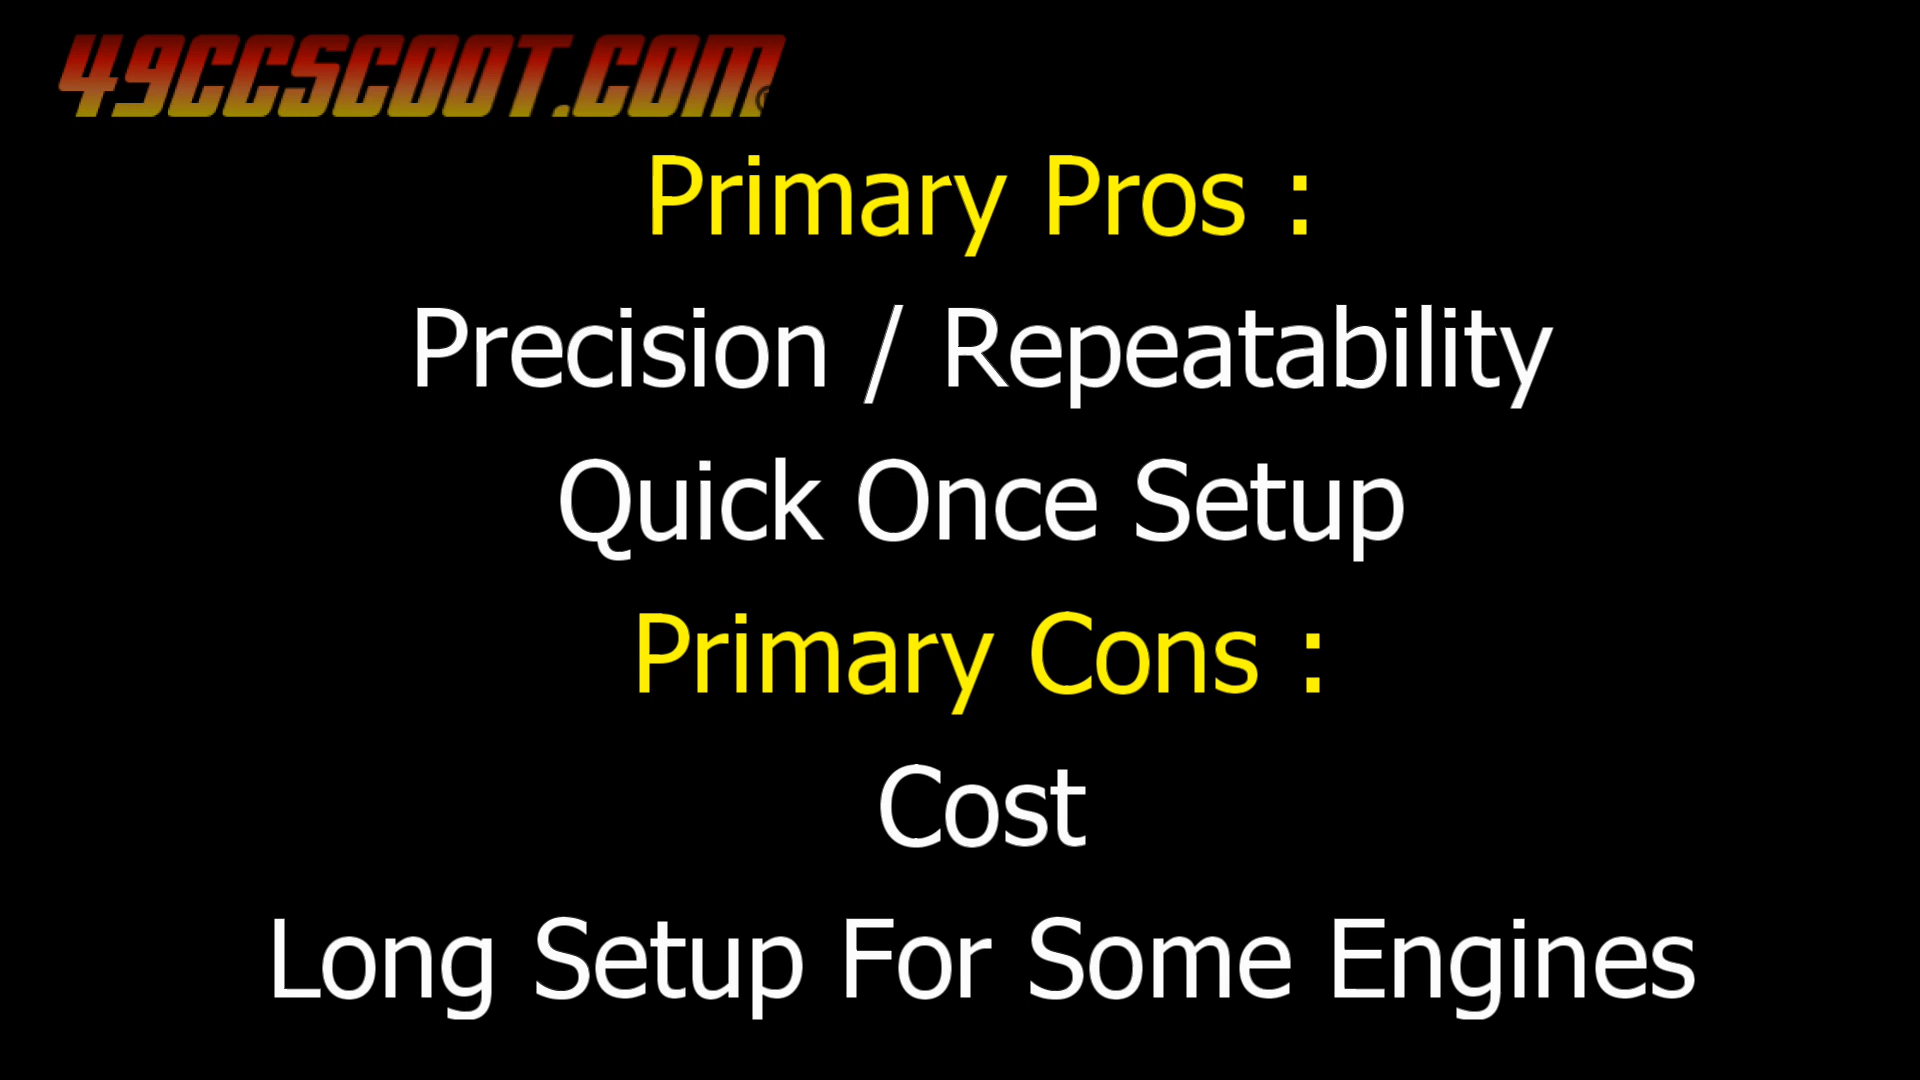 49CCSCOOT.COM
Primary Pros :
Precision / Repeatability
Quick Once Setup
Primary Cons :
Cost
Long Setup For Some Engines